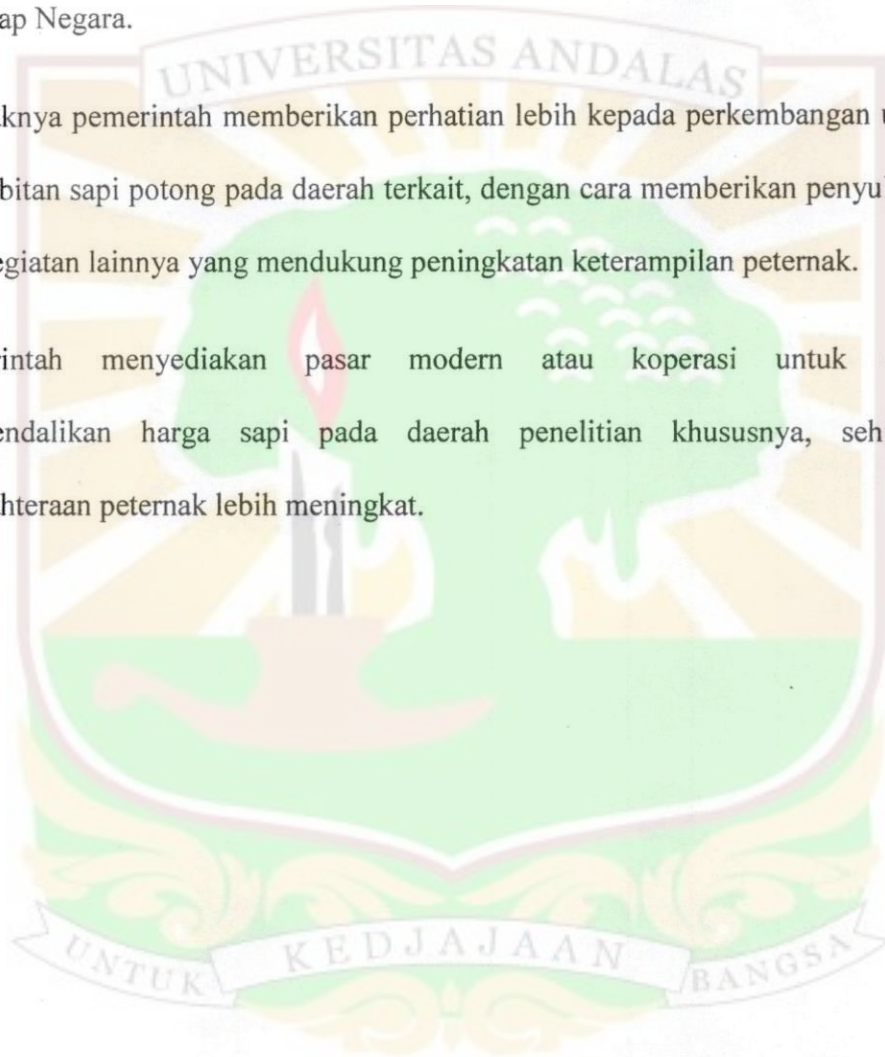 ap Negara.
UNIVERSITAS ANDALAS
knya pemerintah memberikan perhatian lebih kepada perkembangan u
bitan sapi potong pada daerah terkait, dengan cara memberikan penyu
egiatan lainnya yang mendukung peningkatan keterampilan peternak.
rintah menyediakan pasar modern atau koperasi untuk
endalikan harga sapi pada daerah penelitian khususnya, seh
hteraan peternak lebih meningkat.
UNTUK KEDJAJAAN BANGSA